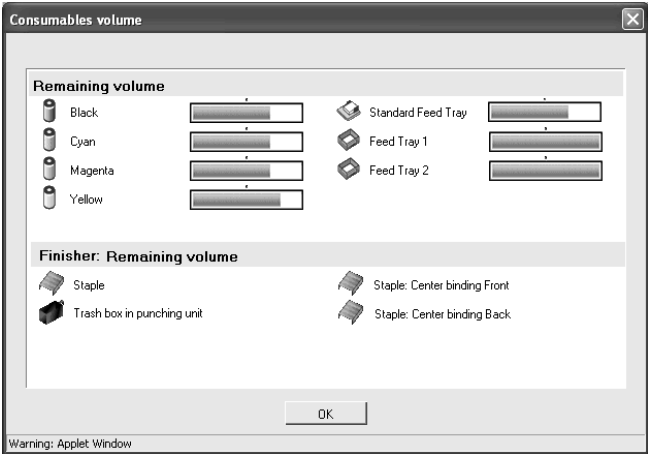 Consumables volume
Remaining volume
Black
Cyan
Magenta
Yellow
Standard Feed Tray
Feed Tray 1
Feed Tray 2
Finisher: Remaining volume
Staple
Trash box in punching unit
Staple: Center binding Front
Staple: Center binding Back
OK
Warning: Applet Window